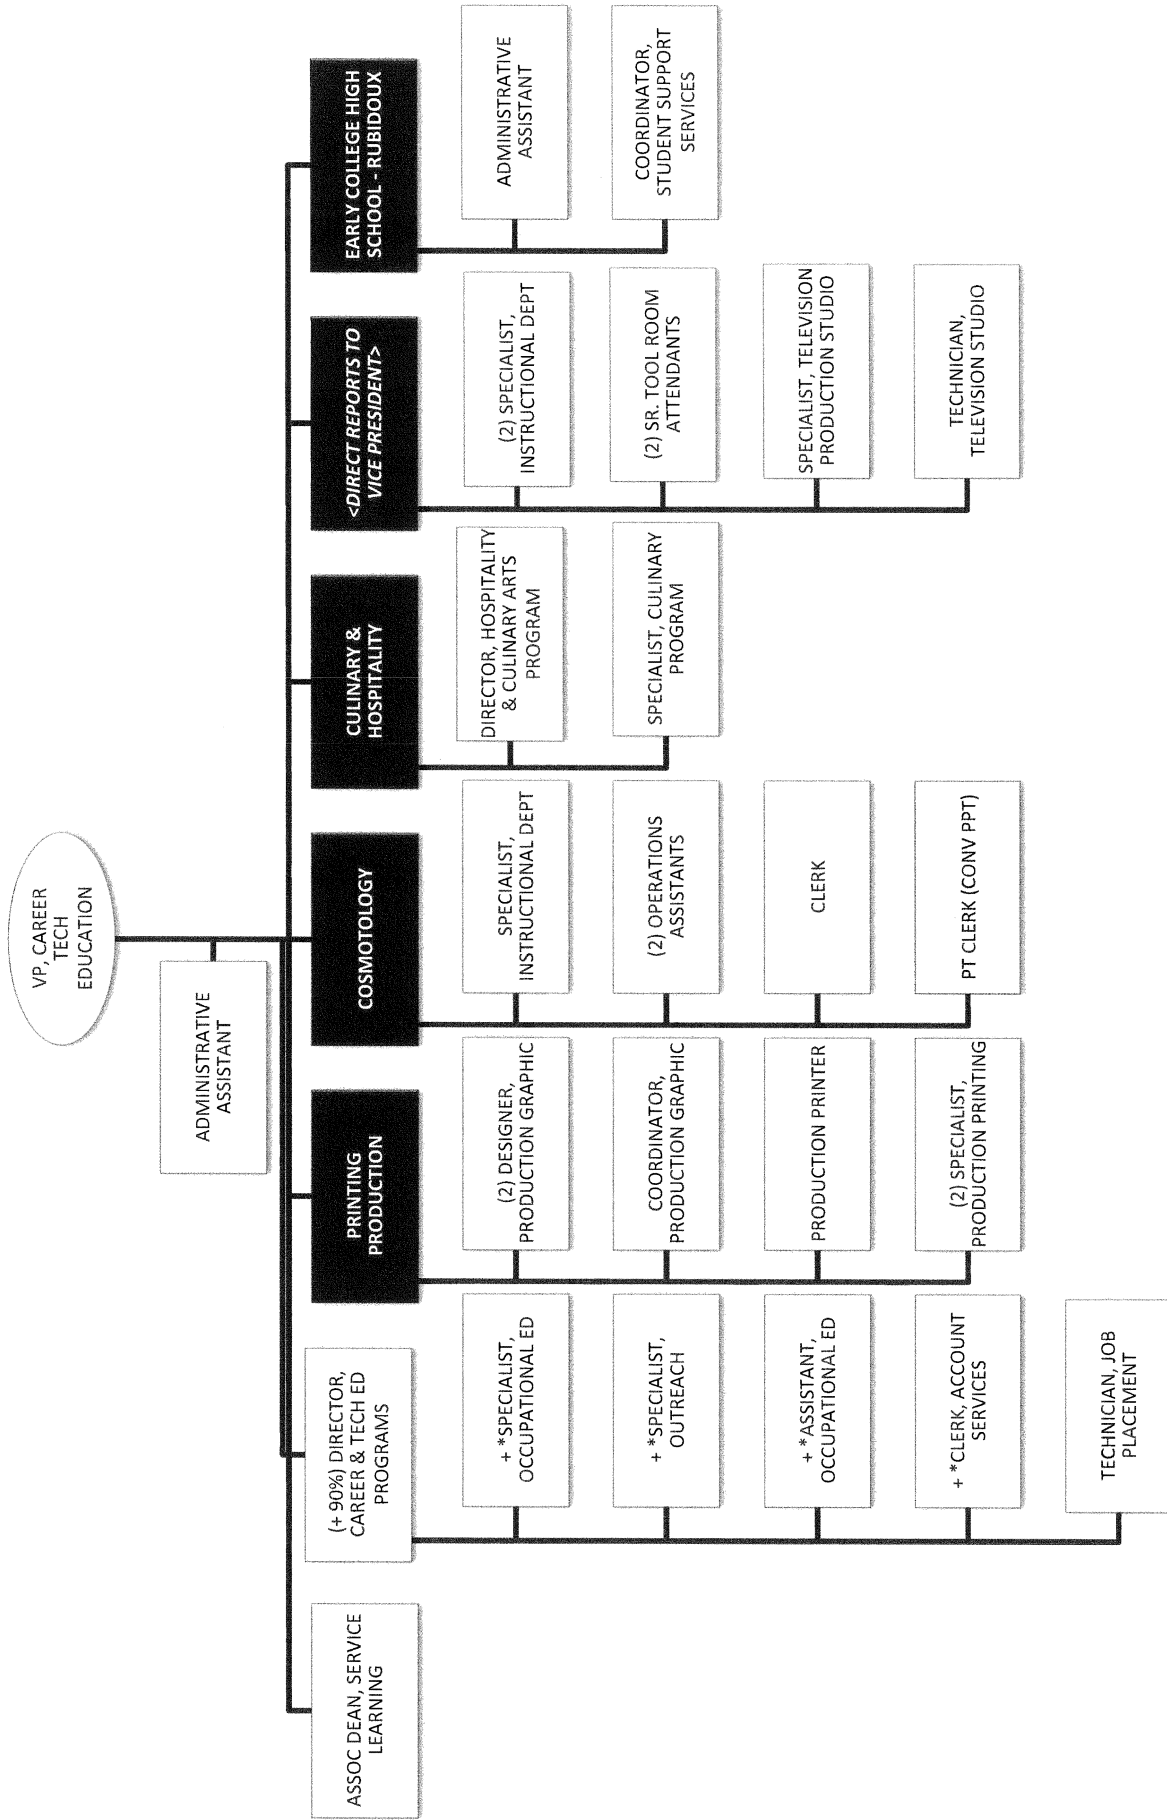 VP, CAREER
TECH
EDUCATION
ADMINISTRATIVE
ASSISTANT
ASSOC DEAN, SERVICE
LEARNING
(+ 90%) DIRECTOR,
CAREER & TECH ED
PROGRAMS
+ *SPECIALIST,
OCCUPATIONAL ED
+ *SPECIALIST,
OUTREACH
+ *ASSISTANT,
OCCUPATIONAL ED
+ *CLERK, ACCOUNT
SERVICES
TECHNICIAN, JOB
PLACEMENT
PRINTING
PRODUCTION
(2) DESIGNER,
PRODUCTION GRAPHIC
COORDINATOR,
PRODUCTION GRAPHIC
PRODUCTION PRINTER
(2) SPECIALIST,
PRODUCTION PRINTING
COSMOTOLOGY
SPECIALIST,
INSTRUCTIONAL DEPT
(2) OPERATIONS
ASSISTANTS
CLERK
PT CLERK (CONV PPT)
CULINARY &
HOSPITALITY
DIRECTOR, HOSPITALITY
& CULINARY ARTS
PROGRAM
SPECIALIST, CULINARY
PROGRAM
<DIRECT REPORTS TO
VICE PRESIDENT>
(2) SPECIALIST,
INSTRUCTIONAL DEPT
(2) SR. TOOL ROOM
ATTENDANTS
SPECIALIST, TELEVISION
PRODUCTION STUDIO
TECHNICIAN,
TELEVISION STUDIO
EARLY COLLEGE HIGH
SCHOOL - RUBIDOUX
ADMINISTRATIVE
ASSISTANT
COORDINATOR,
STUDENT SUPPORT
SERVICES